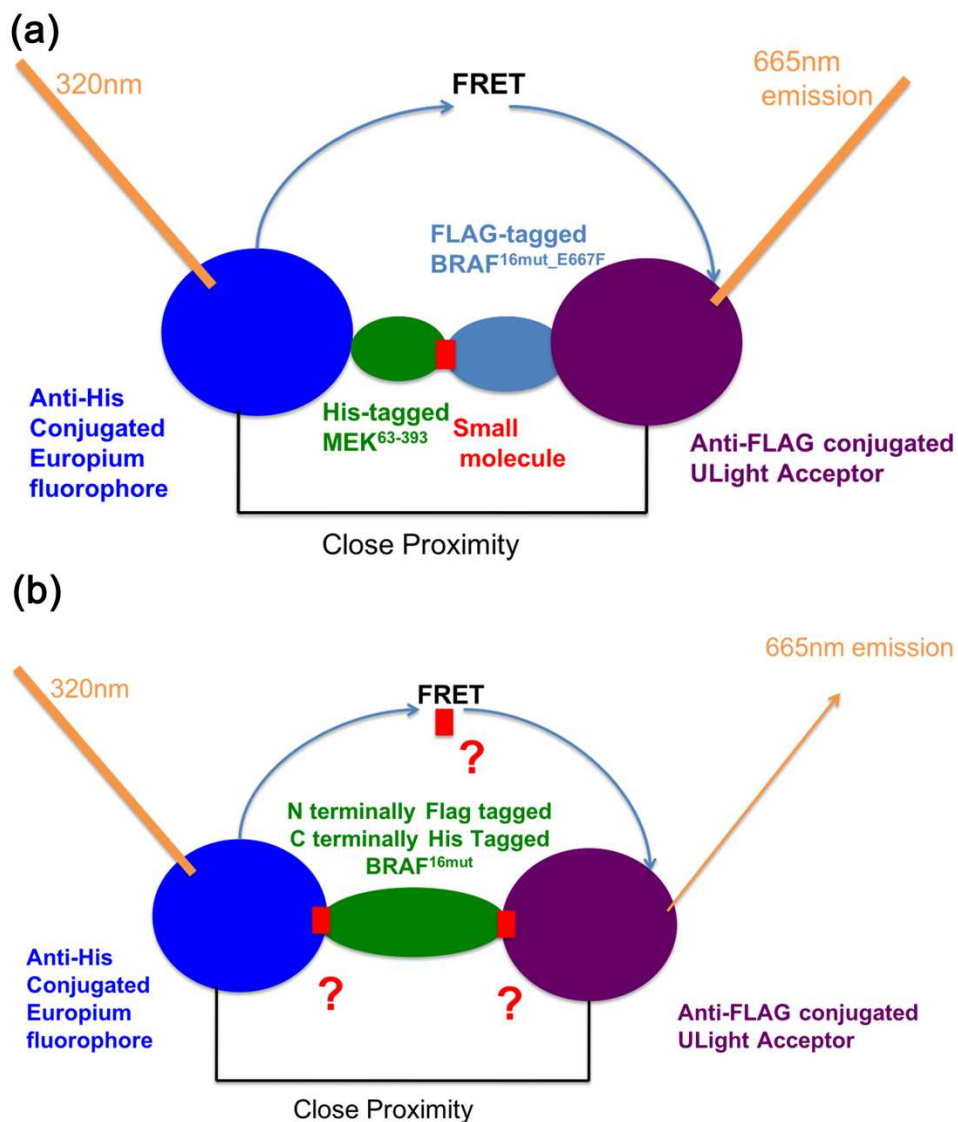 (a)
320nm
FRET
665nm
emission
FLAG-tagged
BRAF16mut_E667F
Anti-His
Conjugated
Europium
fluorophore
His-tagged
MEK63-393
Small
molecule
Anti-FLAG conjugated
ULight Acceptor
Close Proximity
(b)
320nm
FRET
665nm emission
?
N terminally Flag tagged
C terminally His Tagged
BRAF16mut
Anti-His
Conjugated
Europium
fluorophore
?
?
Anti-FLAG conjugated
ULight Acceptor
Close Proximity